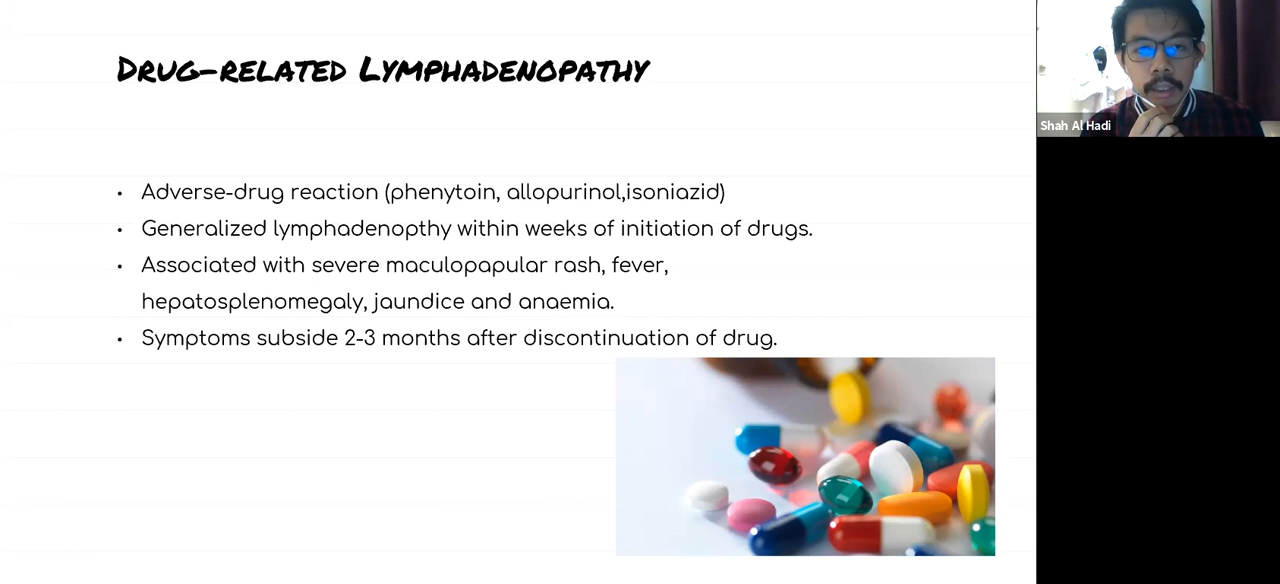 Drug-related Lymphadenopathy
• Adverse-drug reaction (phenytoin, allopurinol,isoniazid)
• Generalized lymphadenopthy within weeks of initiation of drugs.
• Associated with severe maculopapular rash, fever,
hepatosplenomegaly, jaundice and anaemia.
• Symptoms subside 2-3 months after discontinuation of drug.
Shah Al Hadi